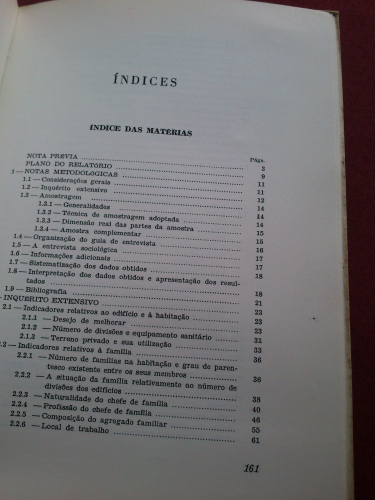 ÍNDICES
ÍNDICE DAS MATÉRIAS
Págs.
NOTA PRÉVIA 3
PLANO DO RELATÓRIO 9
1 — NOTAS METODOLÓGICAS 11
1.1 — Considerações gerais 11
1.2 — Inquérito extensivo 12
1.3 — Amostragem 14
1.3.1 — Generalidades 14
1.3.2 — Técnica de amostragem adoptada 14
1.3.3 — Dimensão real das partes da amostra 15
1.3.4 — Amostra complementar 15
1.4 — Organização do guia de entrevista 16
1.5 — A entrevista sociológica 17
1.6 — Informações adicionais 17
1.7 — Sistematização dos dados obtidos 18
1.8 — Interpretação dos dados obtidos e apresentação dos resul-
tados 18
1.9 — Bibliografia 21
INQUÉRITO EXTENSIVO 23
2.1 — Indicadores relativos ao edifício e à habitação 23
2.1.1 — Desejo de melhorar 23
2.1.2 — Número de divisões e equipamento sanitário 33
2.1.3 — Terreno privado e sua utilização 36
2.2 — Indicadores relativos à família
2.2.1 — Número de famílias na habitação e grau de paren-
tesco existente entre os seus membros 36
2.2.2 — A situação da família relativamente ao número de
divisões dos edifícios 38
2.2.3 — Naturalidade do chefe de família 40
2.2.4 — Profissão do chefe de família 46
2.2.5 — Composição do agregado familiar 55
2.2.6 — Local de trabalho 61
161